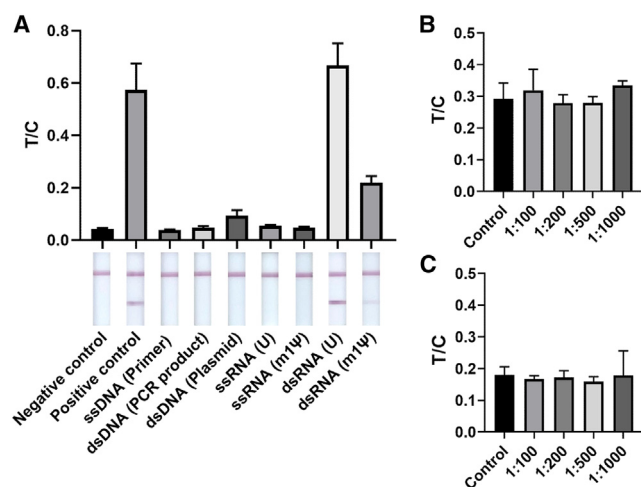 A
T/C
0.8
0.6
0.4
0.2
0.0
Negative control
Positive control
ssDNA (Primer)
dsDNA (PCR product)
dsDNA (Plasmid)
ssRNA (U)
ssRNA (m1Ψ)
dsRNA (U)
dsRNA (m1Ψ)
B
T/C
0.5
0.4
0.3
0.2
0.1
0.0
Control
1:100
1:200
1:500
1:1000
C
T/C
0.5
0.4
0.3
0.2
0.1
0.0
Control
1:100
1:200
1:500
1:1000